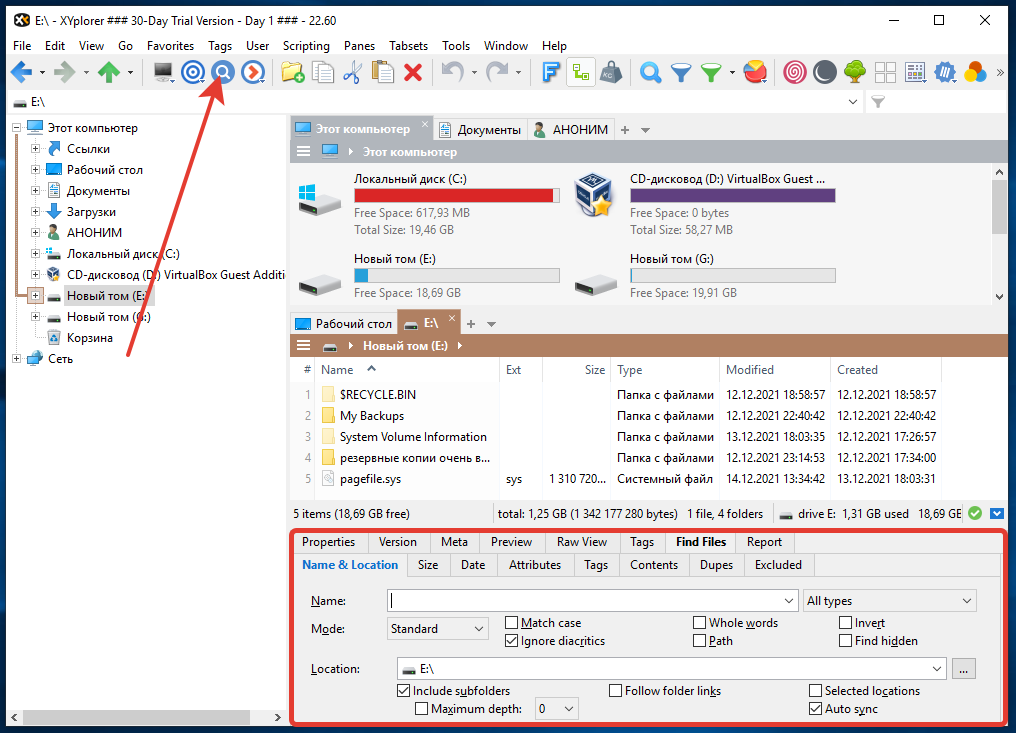 E:\ - XYplorer ### 30-Day Trial Version - Day 1 ### - 22.60
File Edit View Go Favorites Tags User Scripting Panes Tabsets Tools Window Help
E:\
Этот компьютер
Ссылки
Рабочий стол
Документы
Загрузки
АНОНИМ
Локальный диск (C:)
CD-дисковод (D:) VirtualBox Guest Additi
Новый том (E:
Новый том (G:)
Корзина
Сеть
Этот компьютер Документы АНОНИМ
Этот компьютер
Локальный диск (C:)
Free Space: 617,93 MB
Total Size: 19,46 GB
CD-дисковод (D:) VirtualBox Guest ...
Free Space: 0 bytes
Total Size: 58,27 MB
Новый том (E:)
Free Space: 18,69 GB
Новый том (G:)
Free Space: 19,91 GB
Рабочий стол E:\
Новый том (E:)
# Name Ext Size Type Modified Created
1 $RECYCLE.BIN Папка с файлами 12.12.2021 18:58:57 12.12.2021 18:58:57
2 My Backups Папка с файлами 12.12.2021 22:40:42 12.12.2021 22:40:42
3 System Volume Information Папка с файлами 13.12.2021 18:03:35 12.12.2021 17:26:57
4 резервные копии очень в... Папка с файлами 12.12.2021 23:14:53 12.12.2021 17:34:00
5 pagefile.sys sys 1 310 720... Системный файл 14.12.2021 13:34:42 13.12.2021 18:03:31
5 items (18,69 GB free) total: 1,25 GB (1 342 177 280 bytes) 1 file, 4 folders drive E: 1,31 GB used 18,69 GE
Properties Version Meta Preview Raw View Tags Find Files Report
Name & Location Size Date Attributes Tags Contents Dupes Excluded
Name: All types
Mode: Standard Match case Whole words Invert
Ignore diacritics Path Find hidden
Location: E:\ ...
Include subfolders Follow folder links Selected locations
Maximum depth: 0 Auto sync